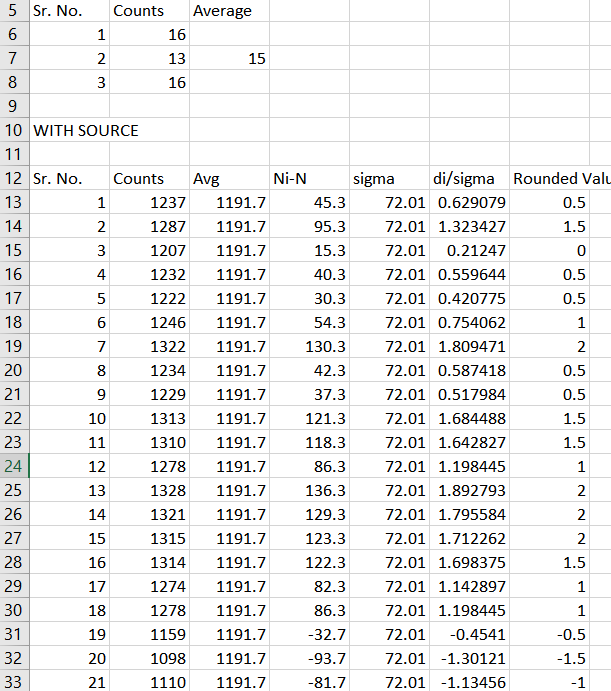 5 Sr. No. Counts Average
6 1 16
7 2 13 15
8 3 16
9
10 WITH SOURCE
11
12 Sr. No. Counts Avg Ni-N sigma di/sigma Rounded Valu
13 1 1237 1191.7 45.3 72.01 0.629079 0.5
14 2 1287 1191.7 95.3 72.01 1.323427 1.5
15 3 1207 1191.7 15.3 72.01 0.21247 0
16 4 1232 1191.7 40.3 72.01 0.559644 0.5
17 5 1222 1191.7 30.3 72.01 0.420775 0.5
18 6 1246 1191.7 54.3 72.01 0.754062 1
19 7 1322 1191.7 130.3 72.01 1.809471 2
20 8 1234 1191.7 42.3 72.01 0.587418 0.5
21 9 1229 1191.7 37.3 72.01 0.517984 0.5
22 10 1313 1191.7 121.3 72.01 1.684488 1.5
23 11 1310 1191.7 118.3 72.01 1.642827 1.5
24 12 1278 1191.7 86.3 72.01 1.198445 1
25 13 1328 1191.7 136.3 72.01 1.892793 2
26 14 1321 1191.7 129.3 72.01 1.795584 2
27 15 1315 1191.7 123.3 72.01 1.712262 2
28 16 1314 1191.7 122.3 72.01 1.698375 1.5
29 17 1274 1191.7 82.3 72.01 1.142897 1
30 18 1278 1191.7 86.3 72.01 1.198445 1
31 19 1159 1191.7 -32.7 72.01 -0.4541 -0.5
32 20 1098 1191.7 -93.7 72.01 -1.30121 -1.5
33 21 1110 1191.7 -81.7 72.01 -1.13456 -1